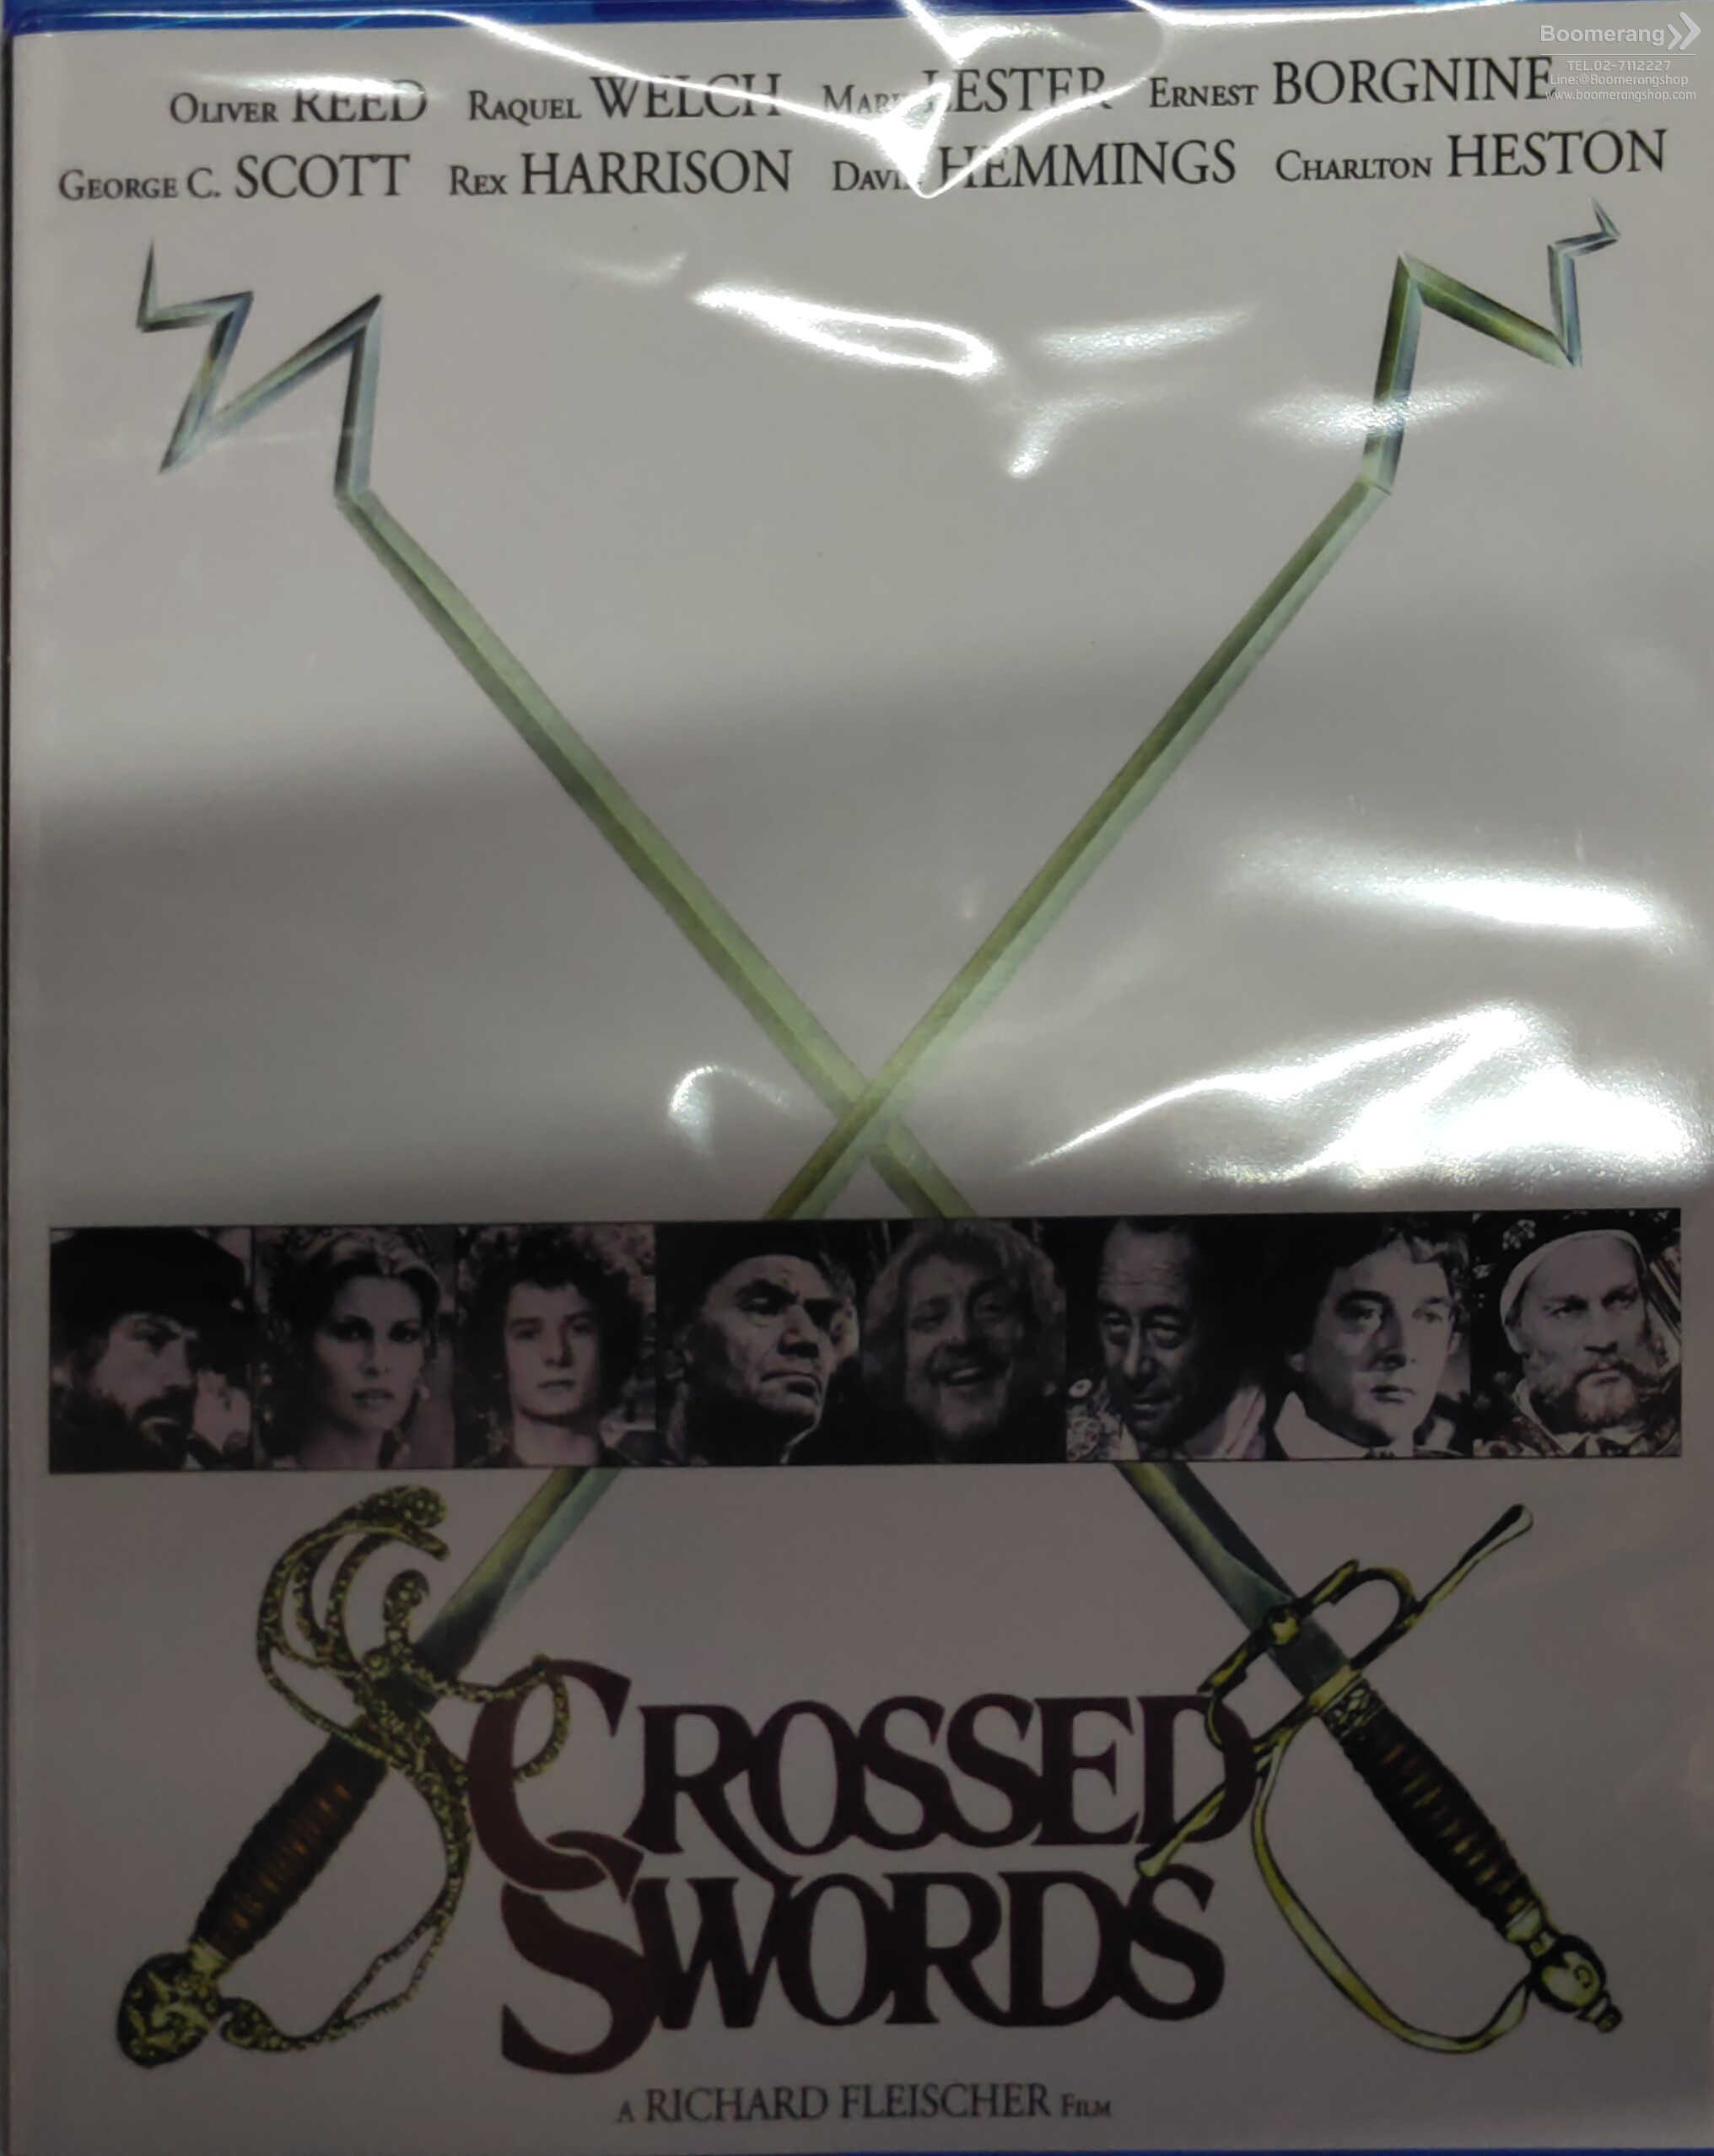 Boomerang
TEL.02-7112227
Line:@Boomerangshop
www.boomerangshop.com
OLIVER REED RAQUEL WELCH LESTER ERNEST BORGNINE
GEORGE C. SCOTT REX HARRISON HEMMINGS CHARLTON HESTON
CROSSED
SWORDS
A RICHARD FLEISCHER FILM